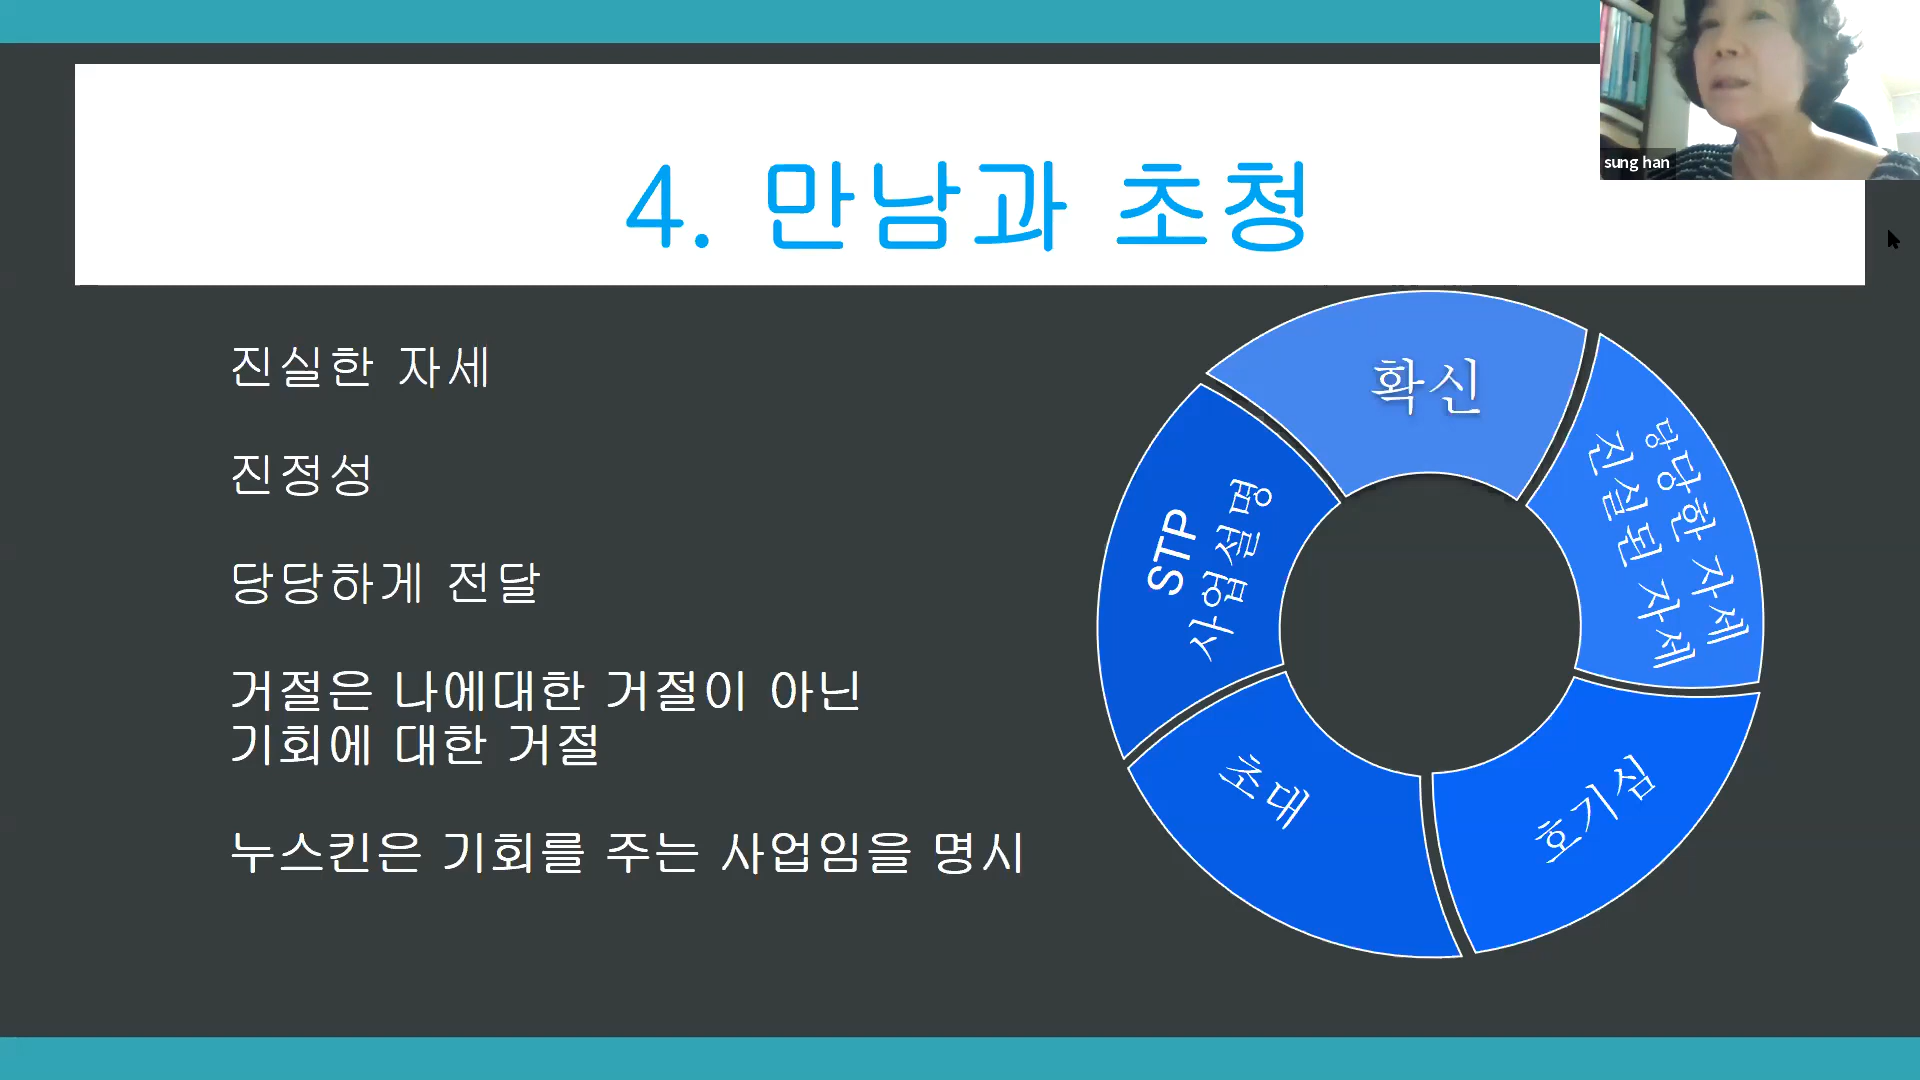 sung han
4. 만남과 초청
진실한 자세
진정성
당당하게 전달
거절은 나에대한 거절이 아닌
기회에 대한 거절
누스킨은 기회를 주는 사업임을 명시
확신
당당한 자세
진실된 자세
호기심
초대
STP
사업설명